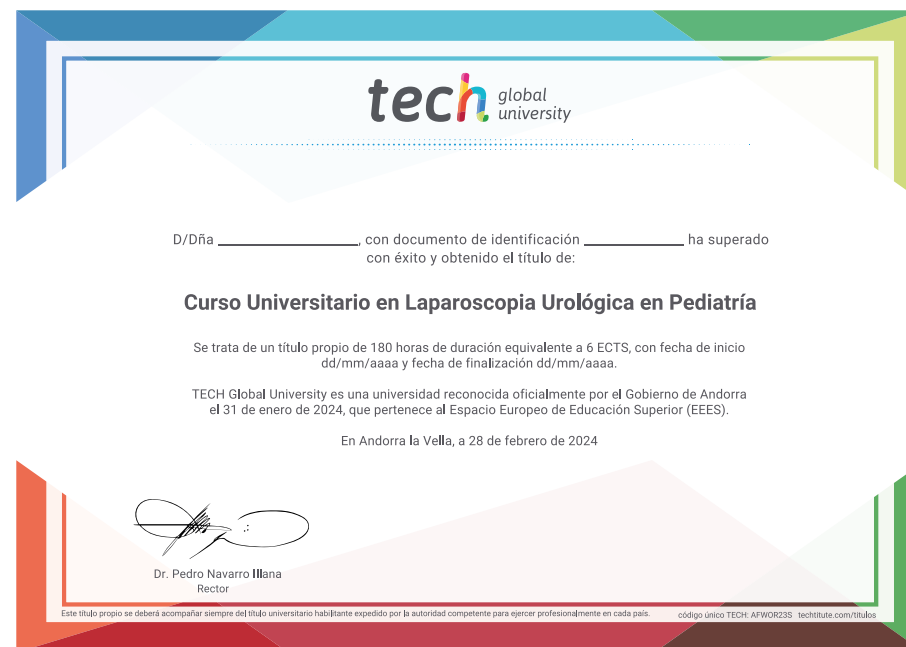 tech global
university
D/Dña ____________________, con documento de identificación ______________ ha superado
con éxito y obtenido el título de:
Curso Universitario en Laparoscopia Urológica en Pediatría
Se trata de un título propio de 180 horas de duración equivalente a 6 ECTS, con fecha de inicio
dd/mm/aaaa y fecha de finalización dd/mm/aaaa.
TECH Global University es una universidad reconocida oficialmente por el Gobierno de Andorra
el 31 de enero de 2024, que pertenece al Espacio Europeo de Educación Superior (EEES).
En Andorra la Vella, a 28 de febrero de 2024
Dr. Pedro Navarro Illana
Rector
Este título propio se deberá acompañar siempre del título universitario habilitante expedido por la autoridad competente para ejercer profesionalmente en cada país. código único TECH: AFWOR23S techtitute.com/titulos